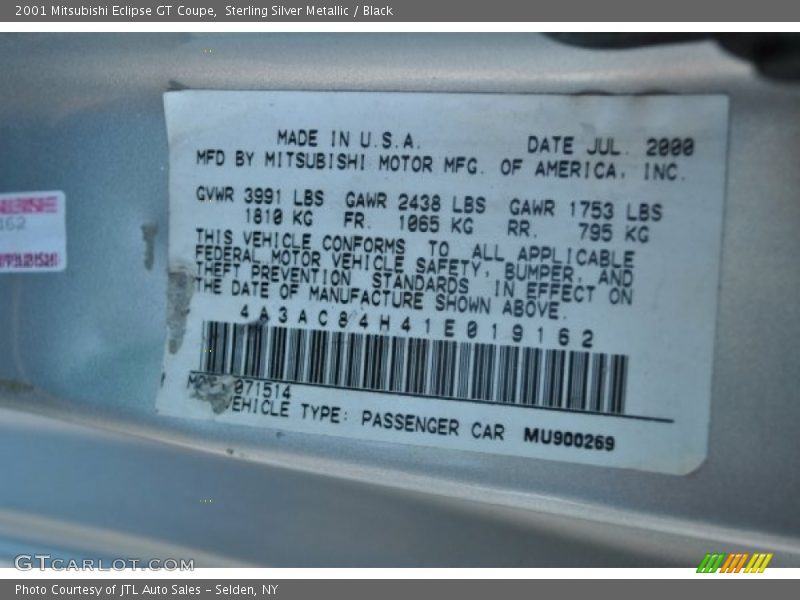 2001 Mitsubishi Eclipse GT Coupe, Sterling Silver Metallic / Black
MADE IN U.S.A. DATE JUL. 2000
MFD BY MITSUBISHI MOTOR MFG. OF AMERICA, INC.
GVWR 3991 LBS GAWR 2438 LBS GAWR 1753 LBS
1810 KG FR. 1065 KG RR. 795 KG
THIS VEHICLE CONFORMS TO ALL APPLICABLE
FEDERAL MOTOR VEHICLE SAFETY, BUMPER, AND
THEFT PREVENTION STANDARDS IN EFFECT ON
THE DATE OF MANUFACTURE SHOWN ABOVE.
4A3AC84H41E019162
071514
VEHICLE TYPE: PASSENGER CAR MU900269
162
GTCARLOT.COM
Photo Courtesy of JTL Auto Sales – Selden, NY